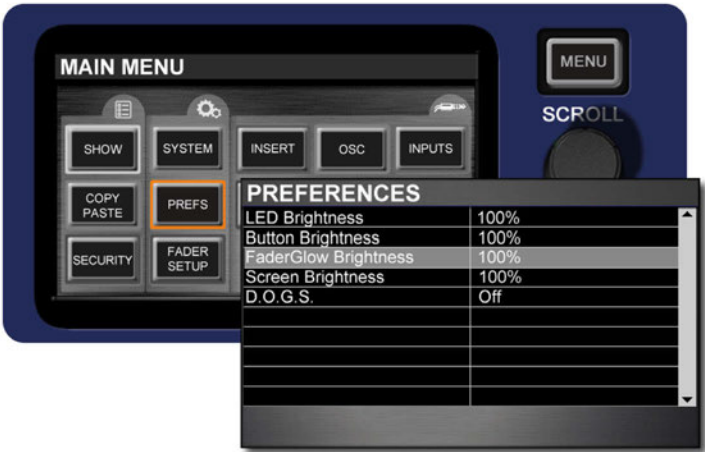 MAIN MENU
MENU
SCROLL
SHOW
SYSTEM
INSERT
OSC
INPUTS
COPY
PASTE
PREFS
SECURITY
FADER
SETUP
PREFERENCES
LED Brightness 100%
Button Brightness 100%
FaderGlow Brightness 100%
Screen Brightness 100%
D.O.G.S. Off